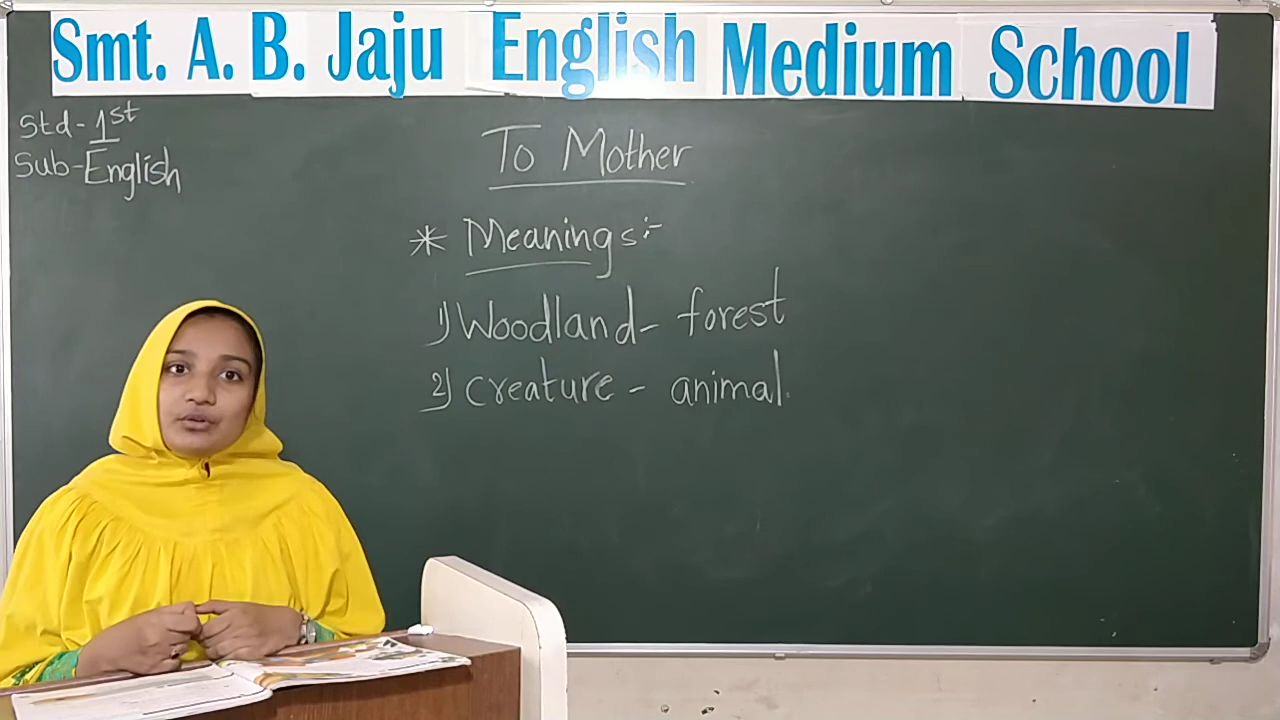 Smt. A. B. Jaju English Medium School
Std - 1st
Sub - English
To Mother
* Meanings :-
1) Woodland - forest
2) Creature - animal.